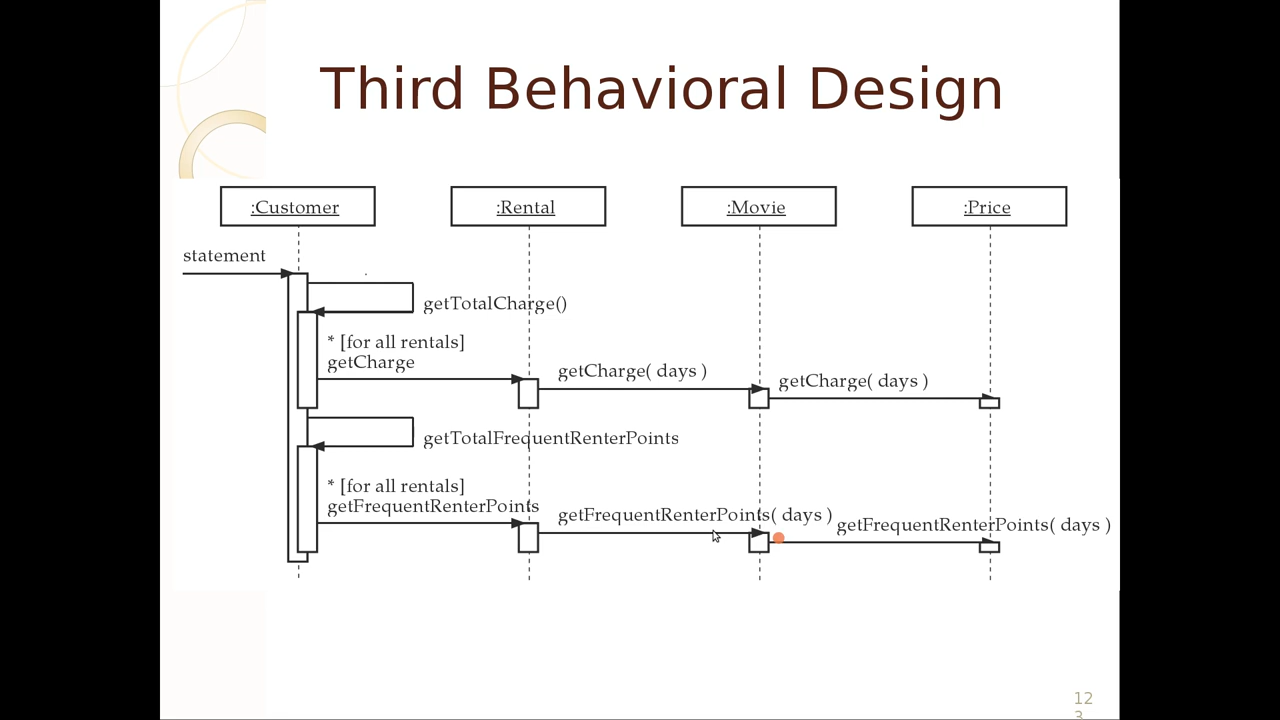 Third Behavioral Design
:Customer
:Rental
:Movie
:Price
statement
getTotalCharge()
* [for all rentals]
getCharge
getCharge( days )
getCharge( days )
getTotalFrequentRenterPoints
* [for all rentals]
getFrequentRenterPoints
getFrequentRenterPoints( days )
getFrequentRenterPoints( days )
12
3